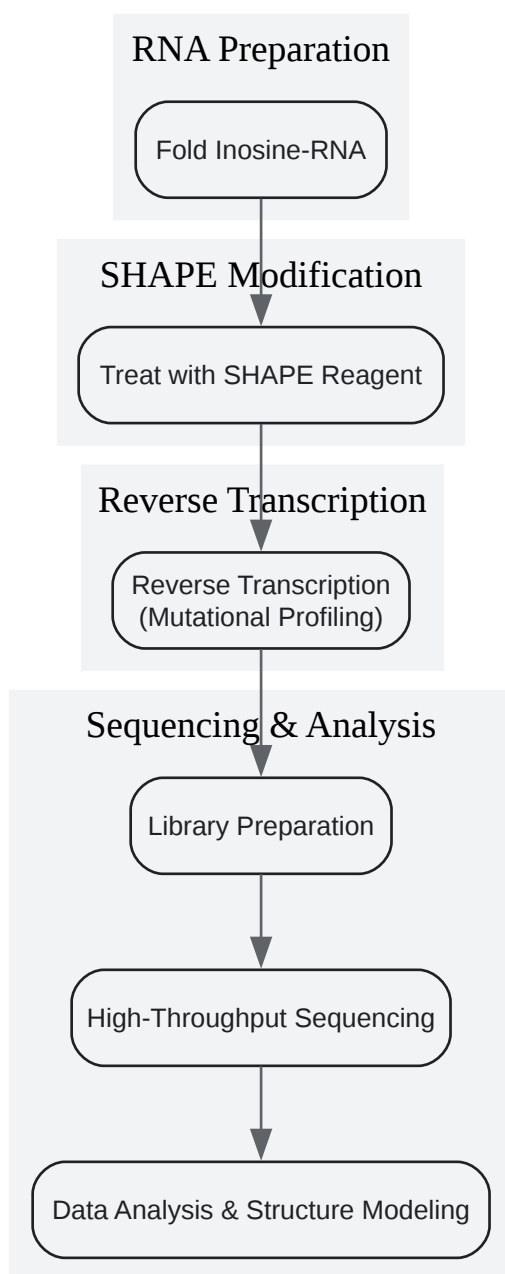 RNA Preparation
Fold Inosine-RNA
SHAPE Modification
Treat with SHAPE Reagent
Reverse Transcription
Reverse Transcription
(Mutational Profiling)
Sequencing & Analysis
Library Preparation
High-Throughput Sequencing
Data Analysis & Structure Modeling